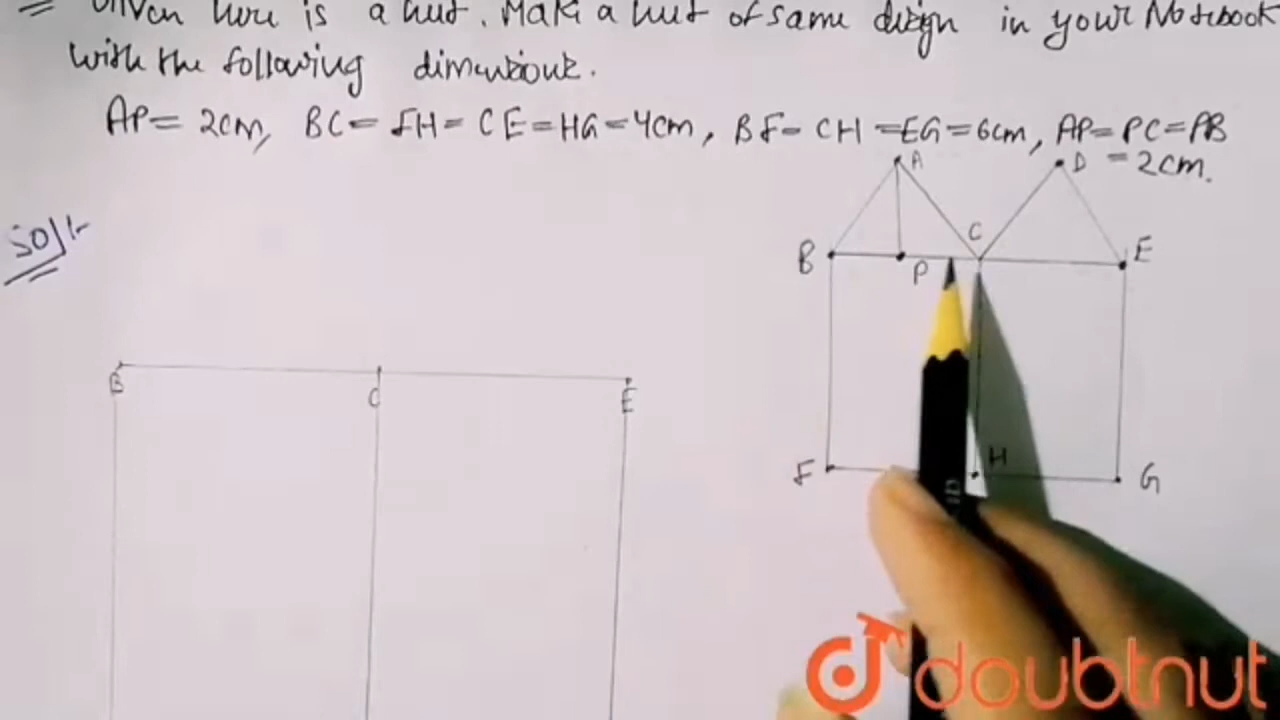 = Given here is a hut. Make a hut of same design in your Notebook
with the following dimensions.
AP= 2cm, BC= FH= CE=HG=4cm, BF= CH =EG=6cm, AP=PC=PB
=2cm.
Soln
A
D
B
P
C
E
F
H
G
B
C
E
doubtnut